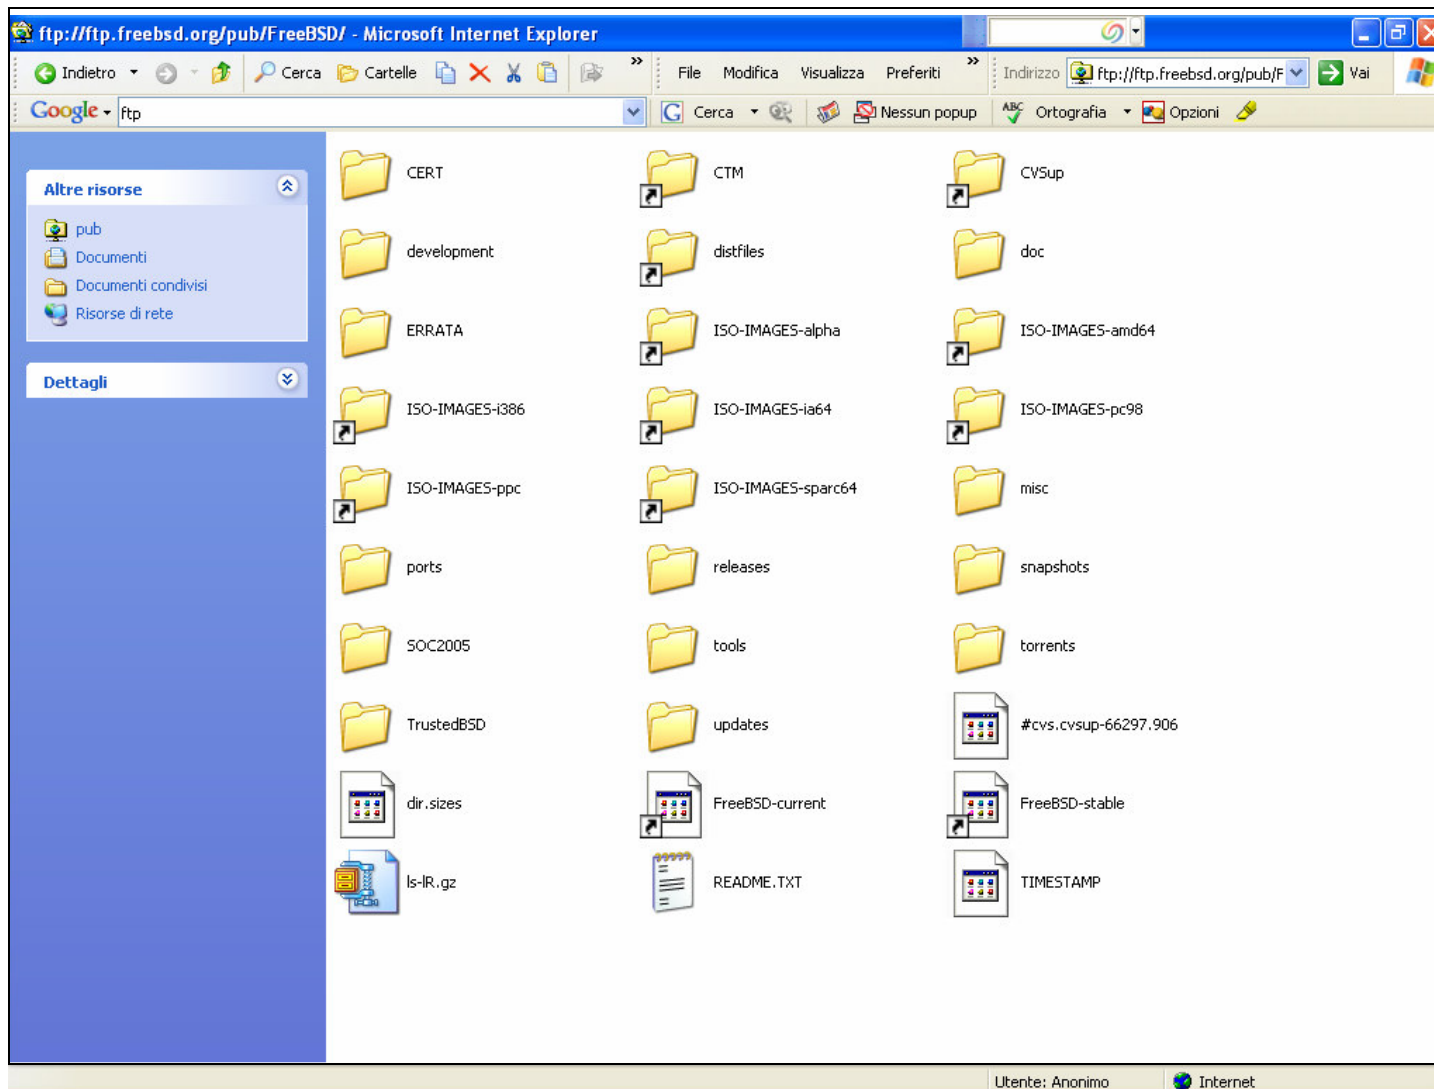 ftp://ftp.freebsd.org/pub/FreeBSD/ - Microsoft Internet Explorer
Indietro Cerca Cartelle » File Modifica Visualizza Preferiti » Indirizzo ftp://ftp.freebsd.org/pub/F Vai
Google ftp G Cerca Nessun popup ABC Ortografia Opzioni
Altre risorse
pub
Documenti
Documenti condivisi
Risorse di rete
Dettagli
CERT CTM CVSup
development distfiles doc
ERRATA ISO-IMAGES-alpha ISO-IMAGES-amd64
ISO-IMAGES-i386 ISO-IMAGES-ia64 ISO-IMAGES-pc98
ISO-IMAGES-ppc ISO-IMAGES-sparc64 misc
ports releases snapshots
SOC2005 tools torrents
TrustedBSD updates #cvs.cvsup-66297.906
dir.sizes FreeBSD-current FreeBSD-stable
ls-lR.gz README.TXT TIMESTAMP
Utente: Anonimo Internet